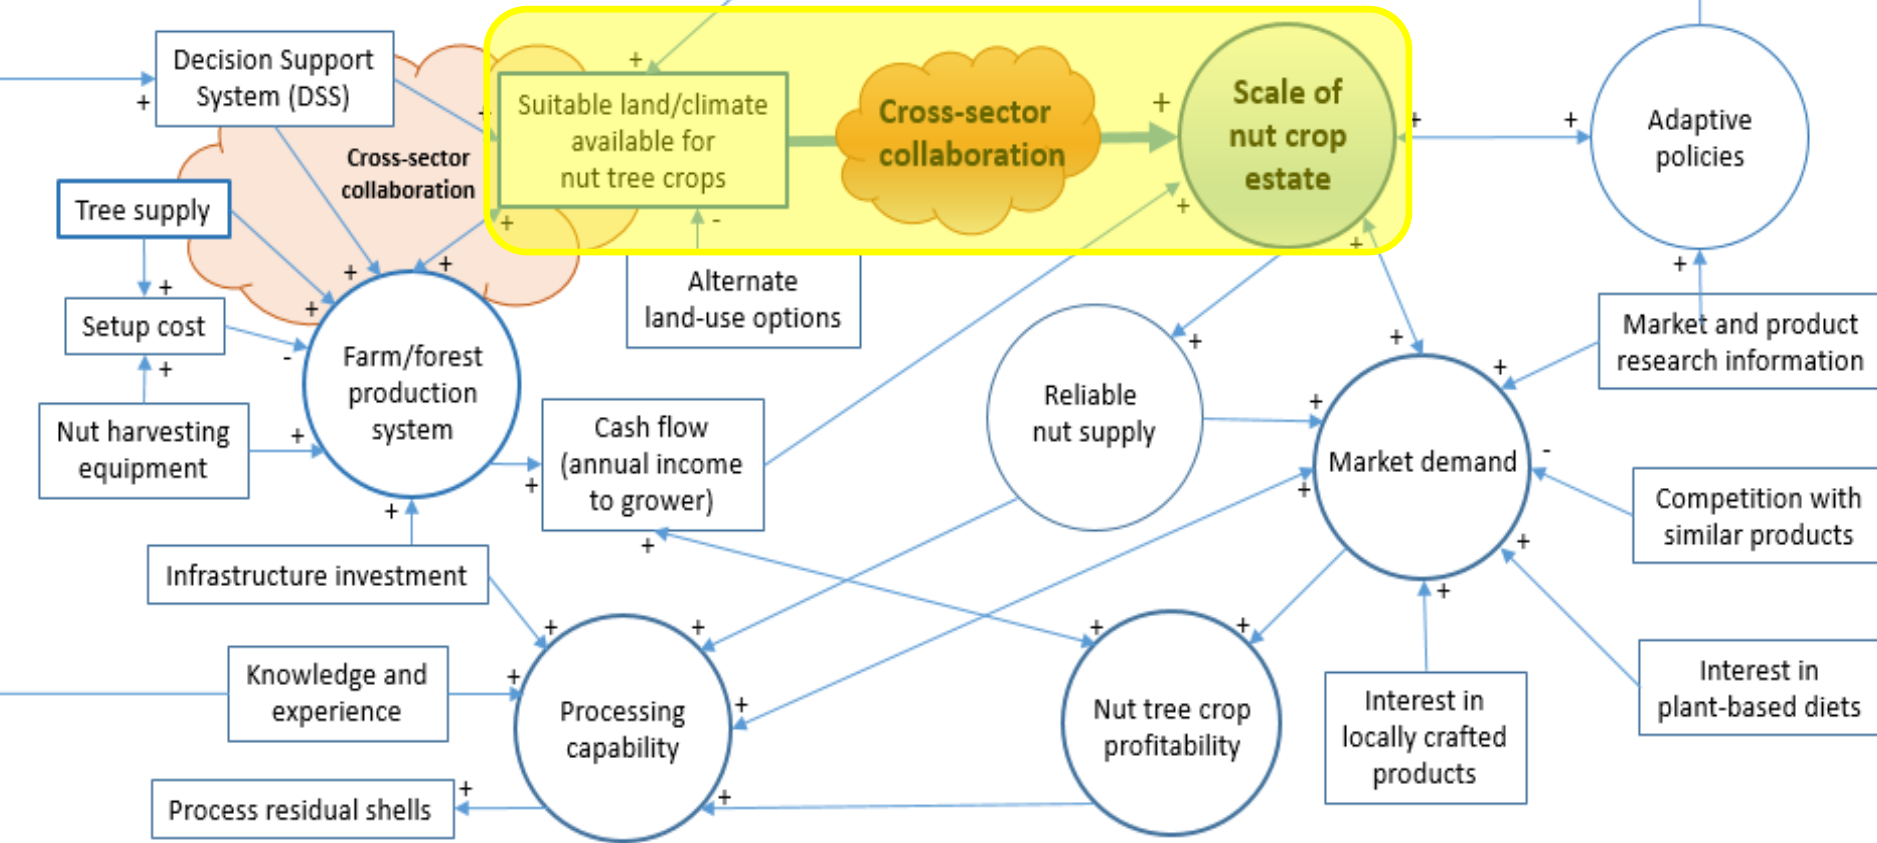 Decision Support
System (DSS)
+
Cross-sector
collaboration
Tree supply
+
Setup cost
+
-
Nut harvesting
equipment
+
+
+
+
+
Farm/forest
production
system
+
Infrastructure investment
+
Suitable land/climate
available for
nut tree crops
+
+
-
Alternate
land-use options
Cross-sector
collaboration
+
Scale of
nut crop
estate
+
+
+
+
Adaptive
policies
+
Market and product
research information
+
Cash flow
(annual income
to grower)
+
+
Reliable
nut supply
+
+
+
Market demand
+
-
Competition with
similar products
+
Interest in
plant-based diets
+
Interest in
locally crafted
products
+
+
Nut tree crop
profitability
Knowledge and
experience
+
+
+
+
+
Processing
capability
Process residual shells
+